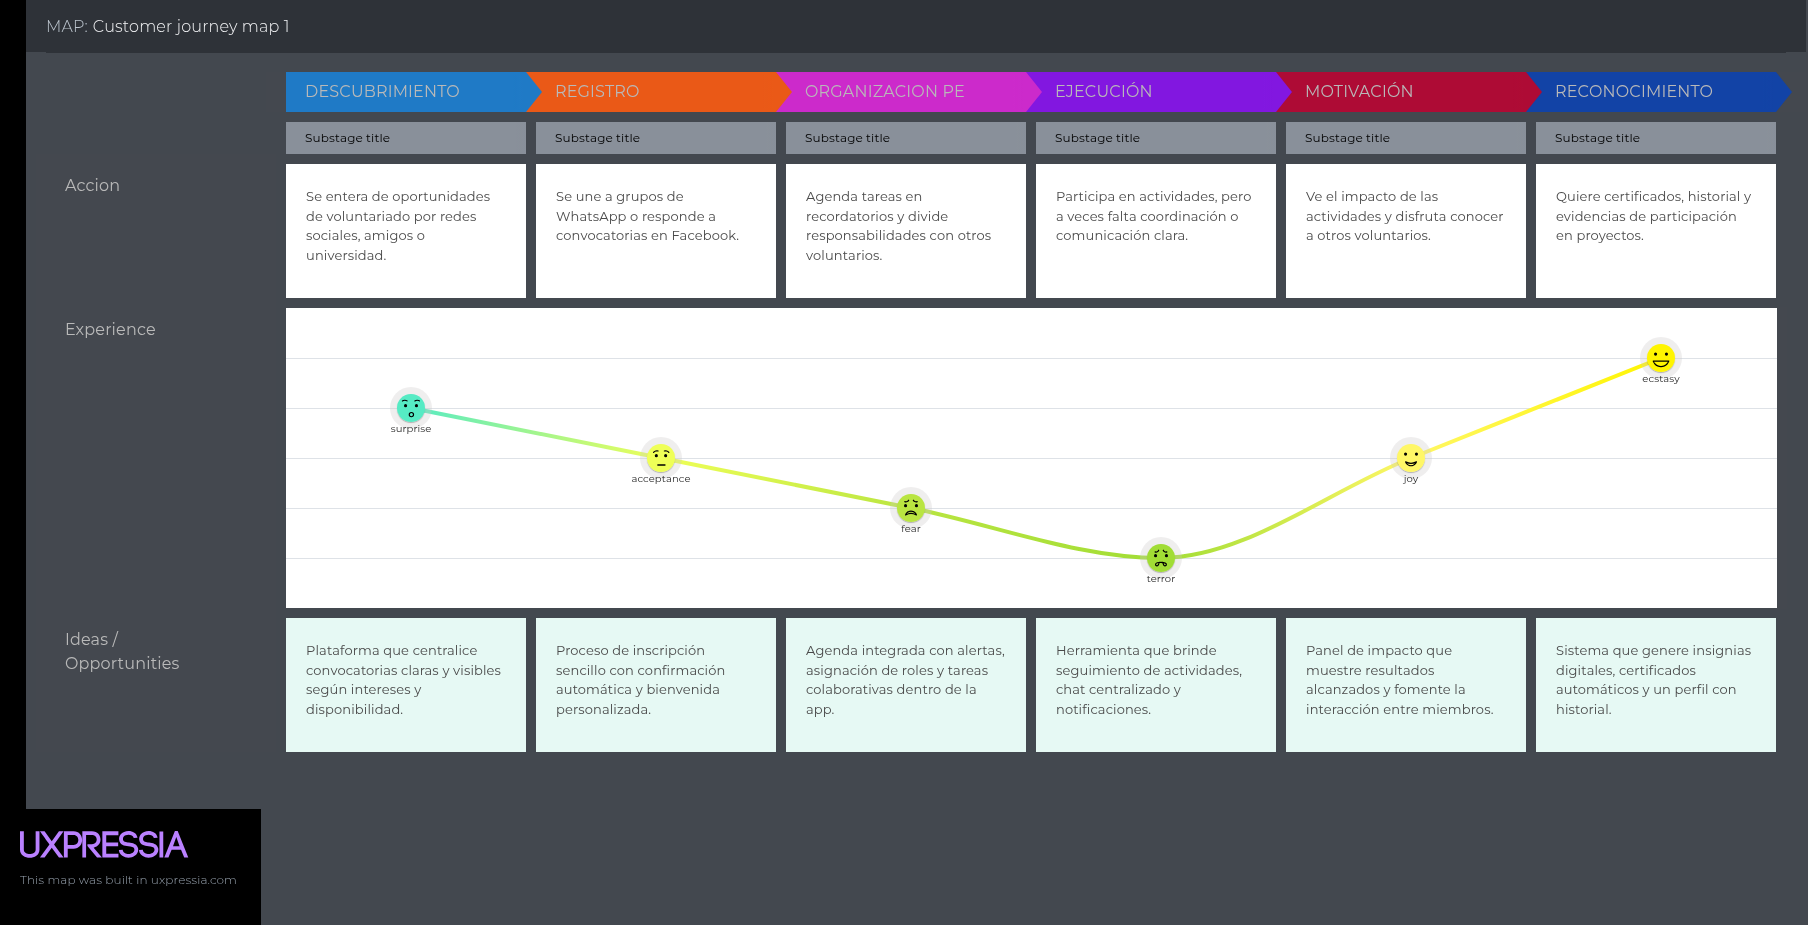 MAP: Customer journey map 1
DESCUBRIMIENTO
REGISTRO
ORGANIZACION PE
EJECUCIÓN
MOTIVACIÓN
RECONOCIMIENTO
Substage title
Substage title
Substage title
Substage title
Substage title
Substage title
Accion
Se entera de oportunidades
de voluntariado por redes
sociales, amigos o
universidad.
Se une a grupos de
WhatsApp o responde a
convocatorias en Facebook.
Agenda tareas en
recordatorios y divide
responsabilidades con otros
voluntarios.
Participa en actividades, pero
a veces falta coordinación o
comunicación clara.
Ve el impacto de las
actividades y disfruta conocer
a otros voluntarios.
Quiere certificados, historial y
evidencias de participación
en proyectos.
Experience
surprise
acceptance
fear
terror
joy
ecstasy
Ideas /
Opportunities
Plataforma que centralice
convocatorias claras y visibles
según intereses y
disponibilidad.
Proceso de inscripción
sencillo con confirmación
automática y bienvenida
personalizada.
Agenda integrada con alertas,
asignación de roles y tareas
colaborativas dentro de la
app.
Herramienta que brinde
seguimiento de actividades,
chat centralizado y
notificaciones.
Panel de impacto que
muestre resultados
alcanzados y fomente la
interacción entre miembros.
Sistema que genere insignias
digitales, certificados
automáticos y un perfil con
historial.
UXPRESSIA
This map was built in uxpressia.com